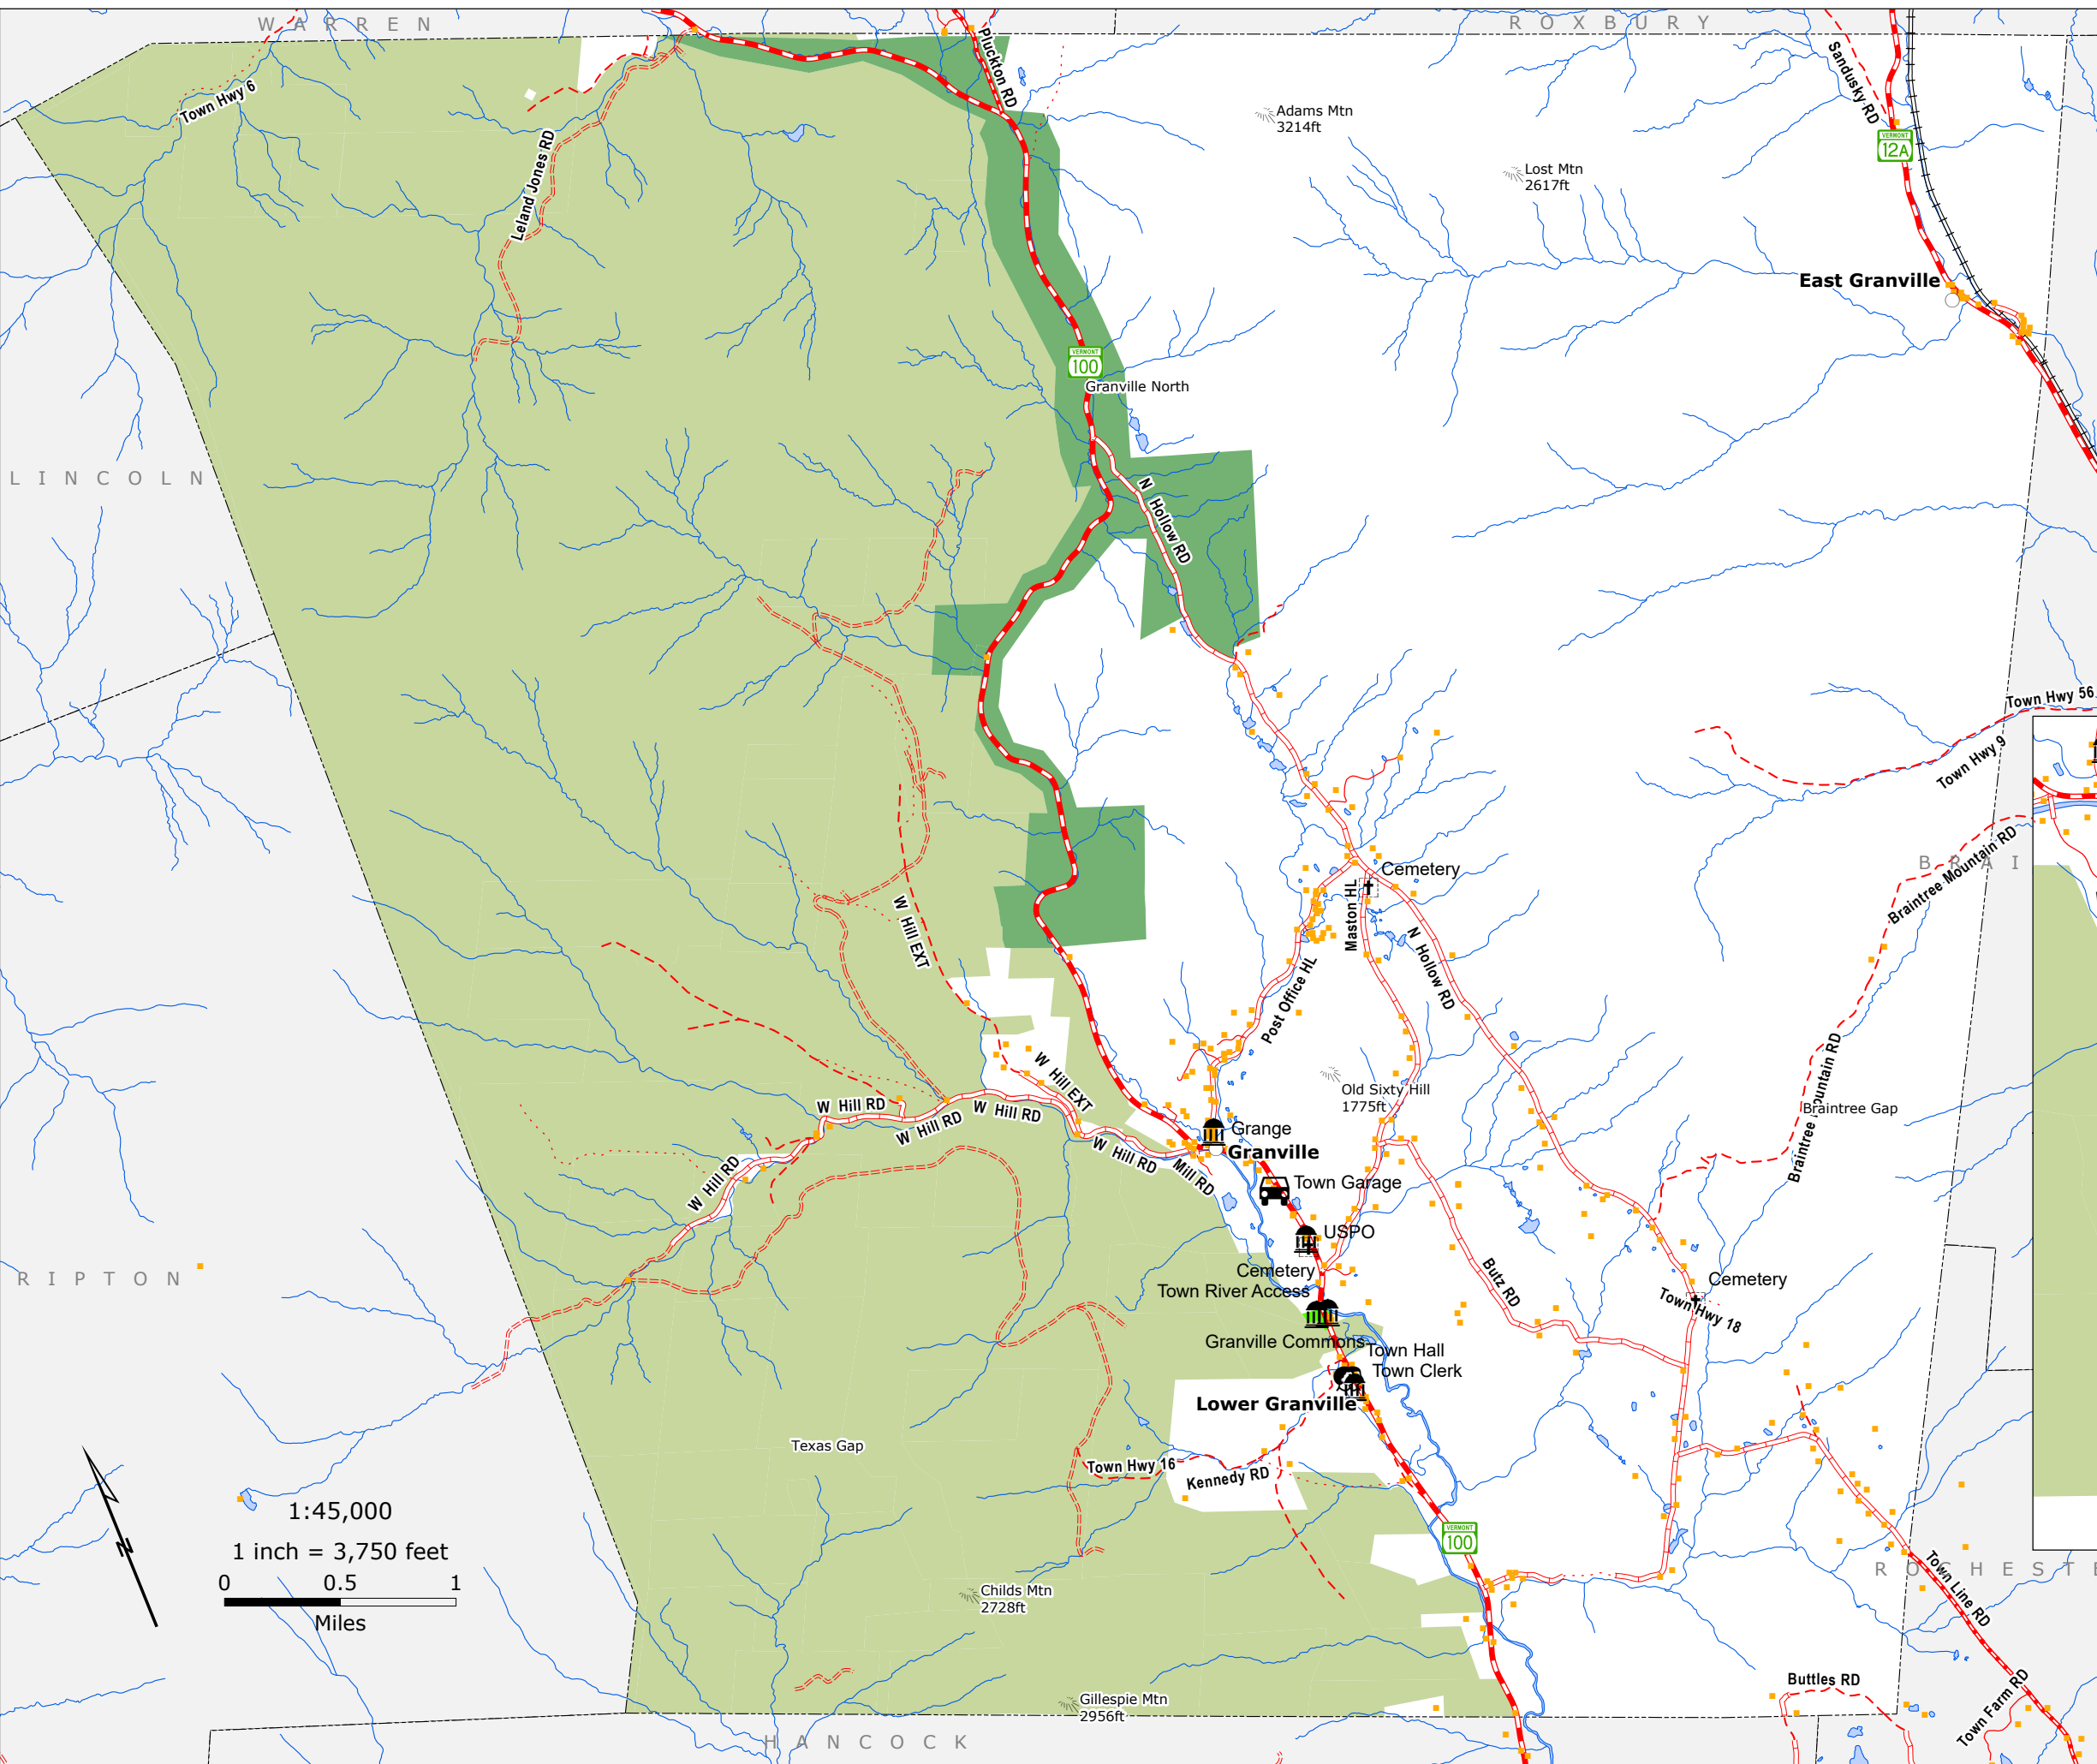 WARREN
ROXBURY
Town Hwy 6
Pluckton RD
Sandusky RD
Leland Jones RD
Adams Mtn
3214ft
Lost Mtn
2617ft
VERMONT
12A
East Granville
VERMONT
100
Granville North
LINCOLN
N Hollow RD
Town Hwy 56
Town Hwy 9
Braintree Mountain RD
BRAI
Cemetery
Maston HL
N Hollow RD
W Hill EXT
Post Office HL
Braintree Mountain RD
Braintree Gap
W Hill EXT
Old Sixty Hill
1775ft
W Hill RD
W Hill RD
W Hill RD
W Hill RD
W Hill RD
Mill RD
Grange
Granville
Town Garage
USPO
Cemetery
Town River Access
Granville Commons
Town Hall
Town Clerk
Lower Granville
Butz RD
Cemetery
Town Hwy 18
RIPTON
Texas Gap
Town Hwy 16
Kennedy RD
VERMONT
100
N
1:45,000
1 inch = 3,750 feet
0 0.5 1
Miles
Childs Mtn
2728ft
ROCHESTE
Town Line RD
Buttles RD
Town Farm RD
Gillespie Mtn
2956ft
HANCOCK